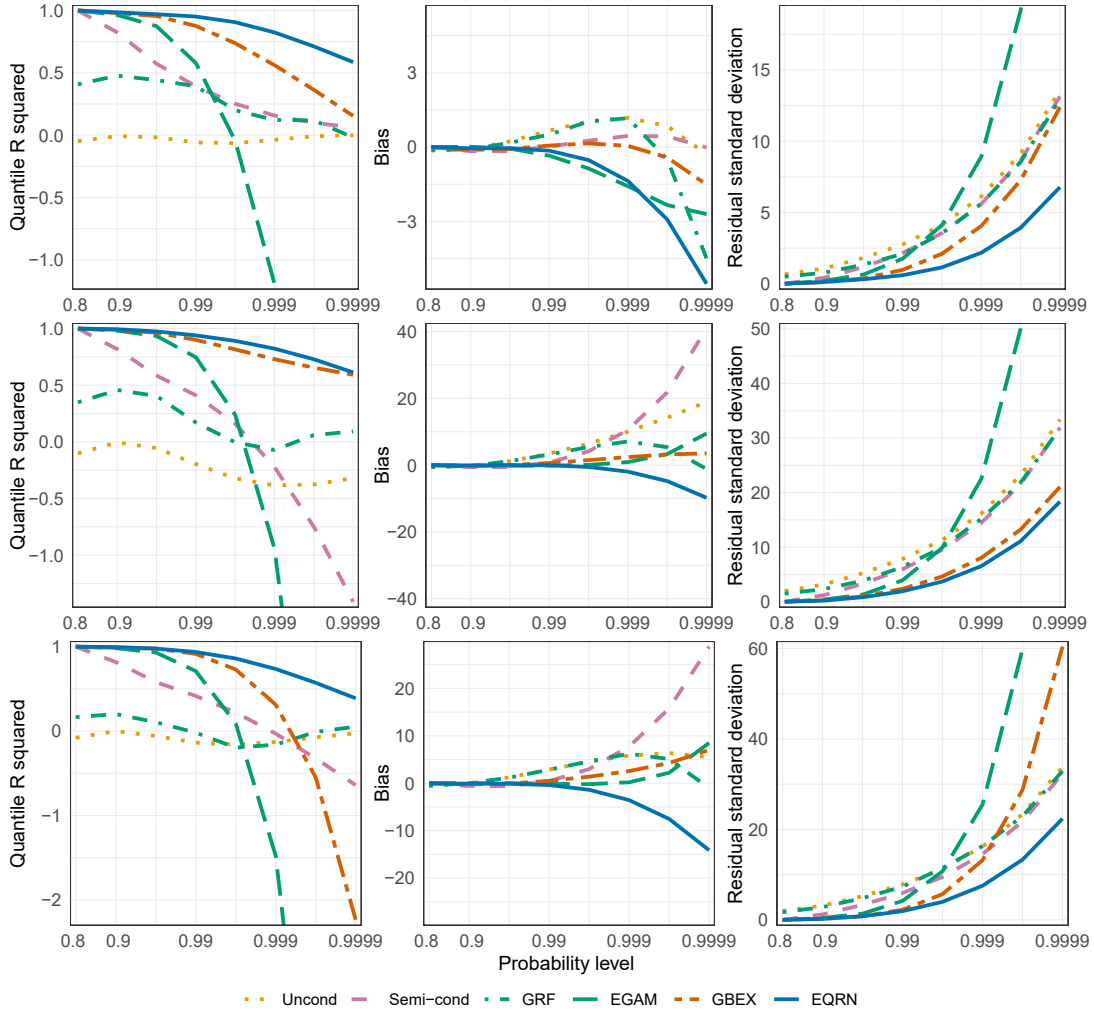 Quantile R squared
1.0
0.5
0.0
−0.5
−1.0
0.8 0.9 0.99 0.999 0.9999
Bias
3
0
−3
0.8 0.9 0.99 0.999 0.9999
Residual standard deviation
15
10
5
0
0.8 0.9 0.99 0.999 0.9999
Quantile R squared
1.0
0.5
0.0
−0.5
−1.0
0.8 0.9 0.99 0.999 0.9999
Bias
40
20
0
−20
−40
0.8 0.9 0.99 0.999 0.9999
Residual standard deviation
50
40
30
20
10
0
0.8 0.9 0.99 0.999 0.9999
Quantile R squared
1
0
−1
−2
0.8 0.9 0.99 0.999 0.9999
Bias
20
10
0
−10
−20
0.8 0.9 0.99 0.999 0.9999
Residual standard deviation
60
40
20
0
0.8 0.9 0.99 0.999 0.9999
Probability level
Uncond Semi−cond GRF EGAM GBEX EQRN